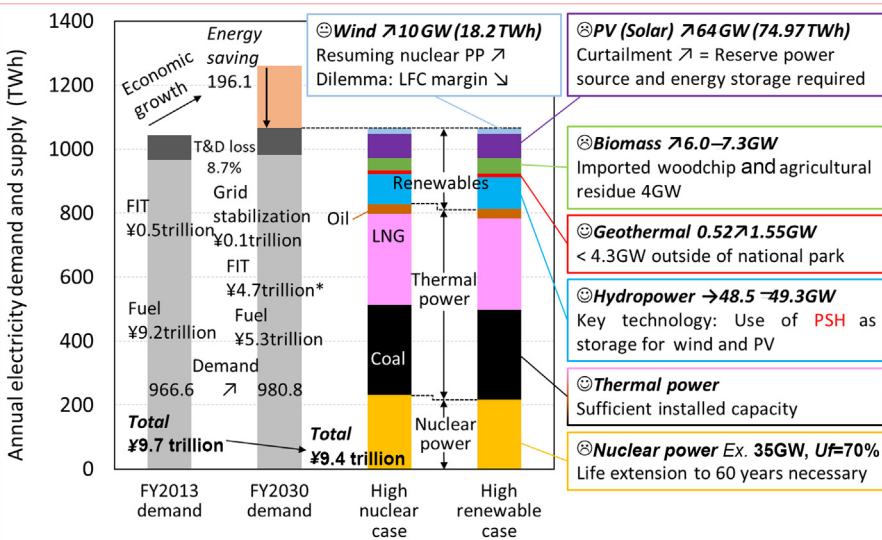 Annual electricity demand and supply (TWh)
1400
1200
1000
800
600
400
200
0
Economic
growth
Energy
saving
196.1
T&D loss
8.7%
Grid
stabilization
¥0.1trillion
FIT
¥0.5trillion
FIT
¥4.7trillion*
Fuel
¥9.2trillion
Fuel
¥5.3trillion
Demand
966.6 ↗ 980.8
Total
¥9.7 trillion
Total
¥9.4 trillion
Oil
LNG
Coal
Renewables
Thermal
power
Nuclear
power
FY2013
demand
FY2030
demand
High
nuclear
case
High
renewable
case
😐Wind ↗10GW (18.2TWh)
Resuming nuclear PP ↗
Dilemma: LFC margin ↘
☹PV (Solar) ↗64GW (74.97TWh)
Curtailment ↗ = Reserve power
source and energy storage required
☹Biomass ↗6.0–7.3GW
Imported woodchip and agricultural
residue 4GW
☺Geothermal 0.52↗1.55GW
< 4.3GW outside of national park
☺Hydropower →48.5–49.3GW
Key technology: Use of PSH as
storage for wind and PV
☺Thermal power
Sufficient installed capacity
☹Nuclear power Ex. 35GW, Uf=70%
Life extension to 60 years necessary